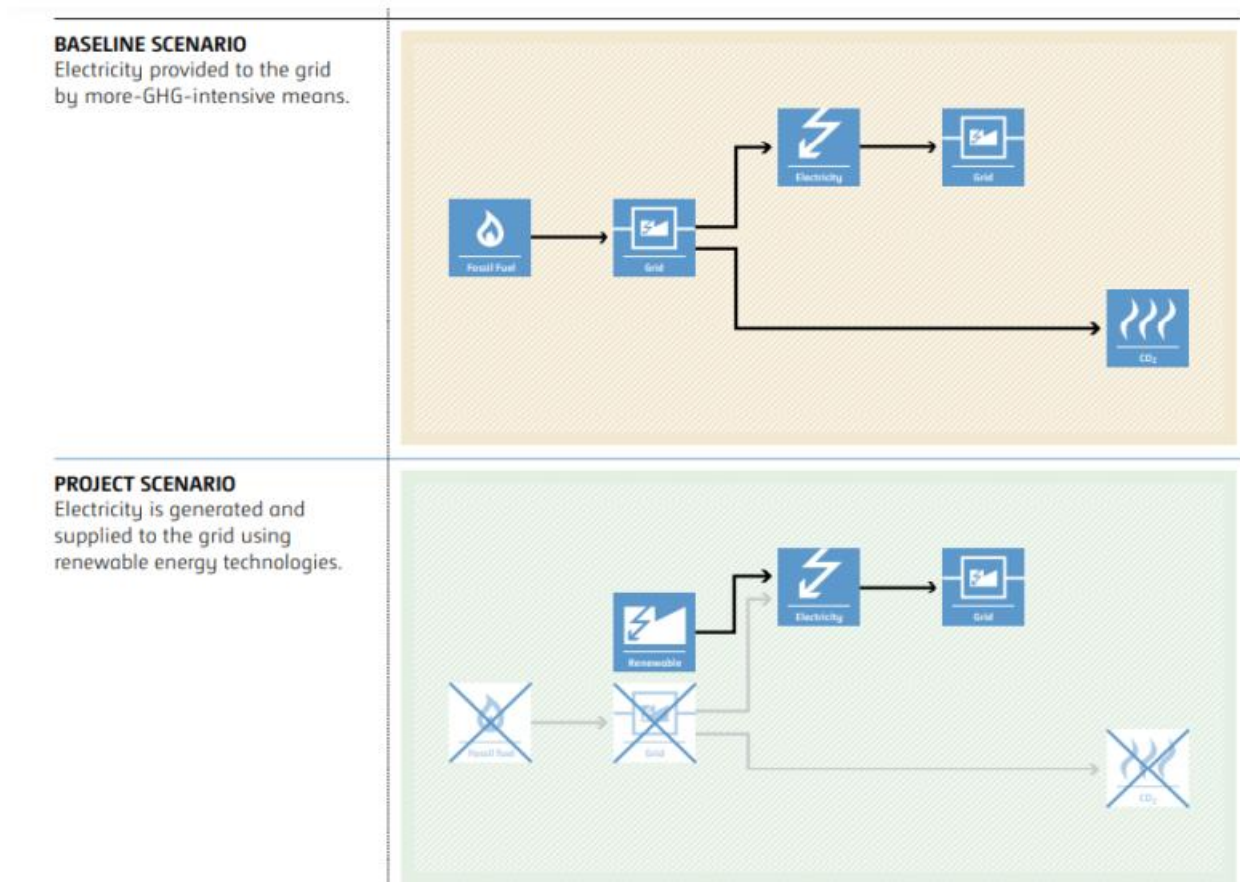 BASELINE SCENARIO
Electricity provided to the grid
by more-GHG-intensive means.
Electricity
Grid
Fossil Fuel
Grid
CO₂
PROJECT SCENARIO
Electricity is generated and
supplied to the grid using
renewable energy technologies.
Electricity
Grid
Renewable
Fossil fuel
Grid
CO₂